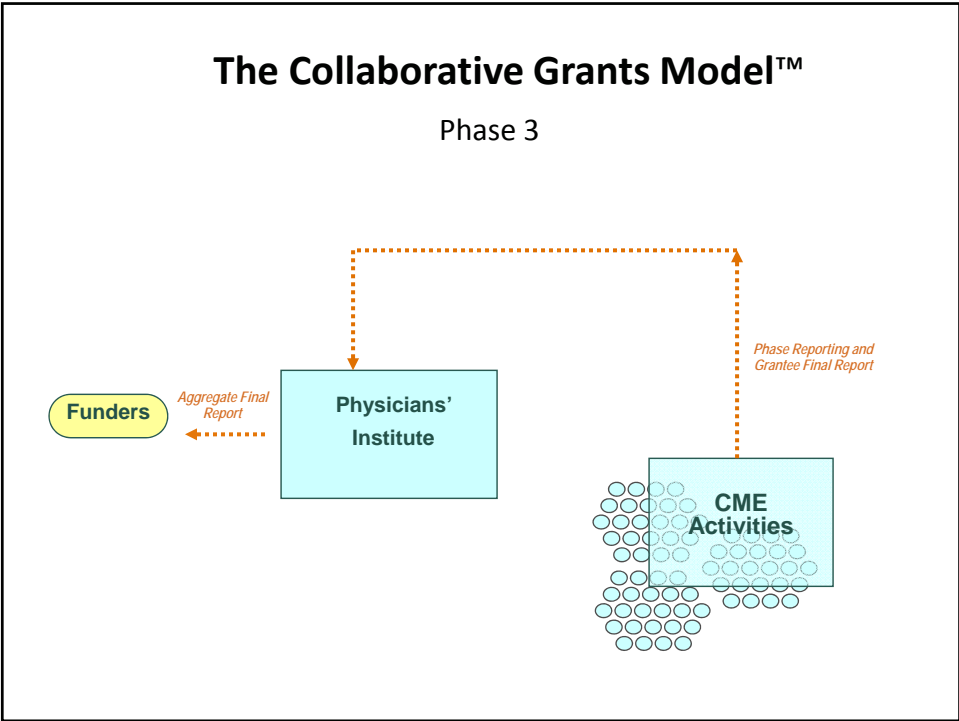 The Collaborative Grants Model™
Phase 3
Phase Reporting and
Grantee Final Report
Funders
Aggregate Final
Report
Physicians’
Institute
CME
Activities